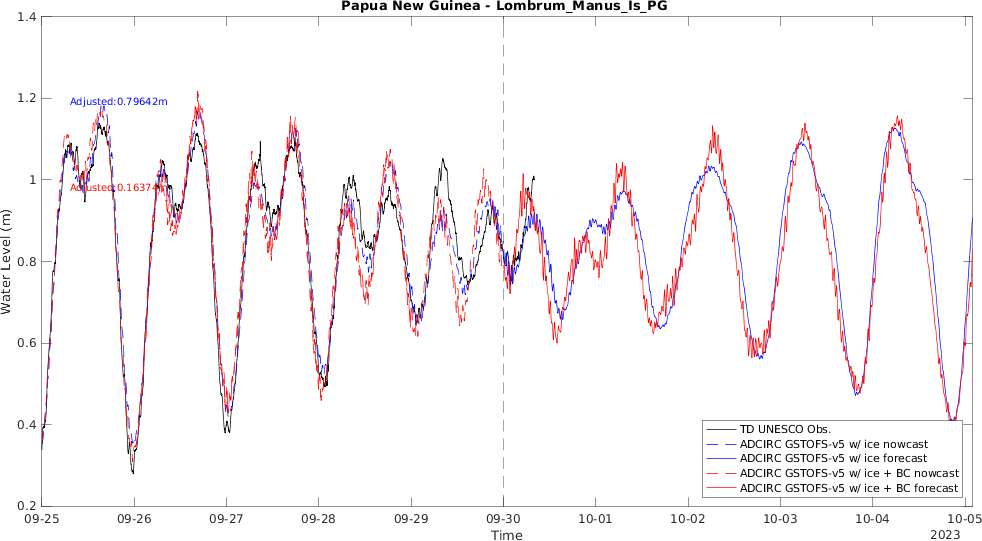 Papua New Guinea - Lombrum_Manus_Is_PG
1.4
1.2
1
0.8
0.6
0.4
0.2
Water Level (m)
Adjusted:0.79642m
Adjusted:0.16374m
TD UNESCO Obs.
ADCIRC GSTOFS-v5 w/ ice nowcast
ADCIRC GSTOFS-v5 w/ ice forecast
ADCIRC GSTOFS-v5 w/ ice + BC nowcast
ADCIRC GSTOFS-v5 w/ ice + BC forecast
09-25 09-26 09-27 09-28 09-29 09-30 10-01 10-02 10-03 10-04 10-05
Time
2023